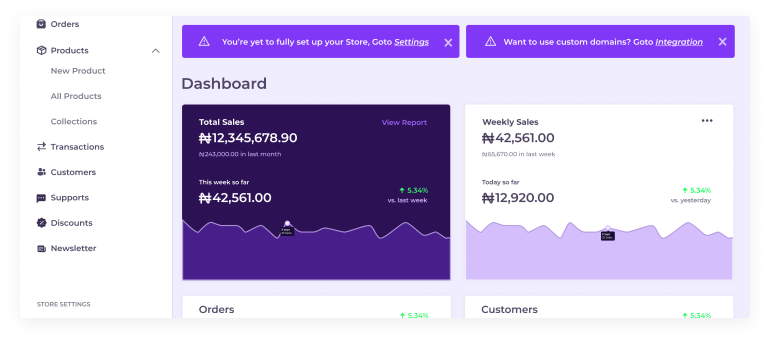 Orders
Products
New Product
All Products
Collections
Transactions
Customers
Supports
Discounts
Newsletter
STORE SETTINGS
You’re yet to fully set up your Store, Goto Settings
Want to use custom domains? Goto Integration
Dashboard
Total Sales
View Report
₦12,345,678.90
₦243,000.00 in last month
This week so far
₦42,561.00
5.34%
vs. last week
Weekly Sales
₦42,561.00
₦65,670.00 in last week
Today so far
₦12,920.00
5.34%
vs. yesterday
Orders
5.34%
Customers
5.34%